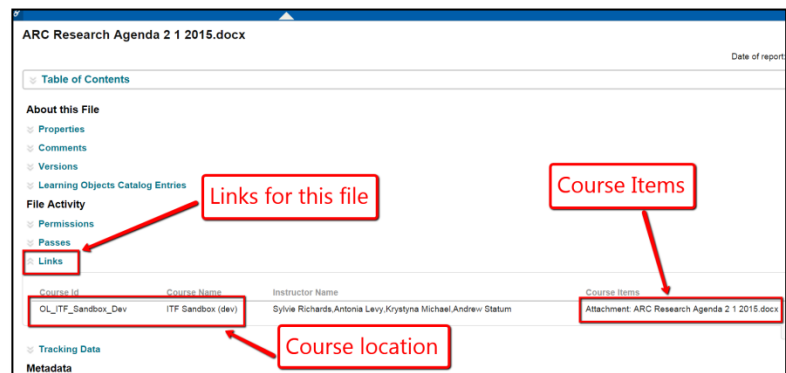 ARC Research Agenda 2 1 2015.docx
Date of report:
Table of Contents
About this File
Properties
Comments
Versions
Learning Objects Catalog Entries
Links for this file
Course Items
File Activity
Permissions
Passes
Links
Course Id Course Name Instructor Name Course Items
OL_ITF_Sandbox_Dev ITF Sandbox (dev) Sylvie Richards,Antonia Levy,Krystyna Michael,Andrew Statum Attachment: ARC Research Agenda 2 1 2015.docx
Course location
Tracking Data
Metadata